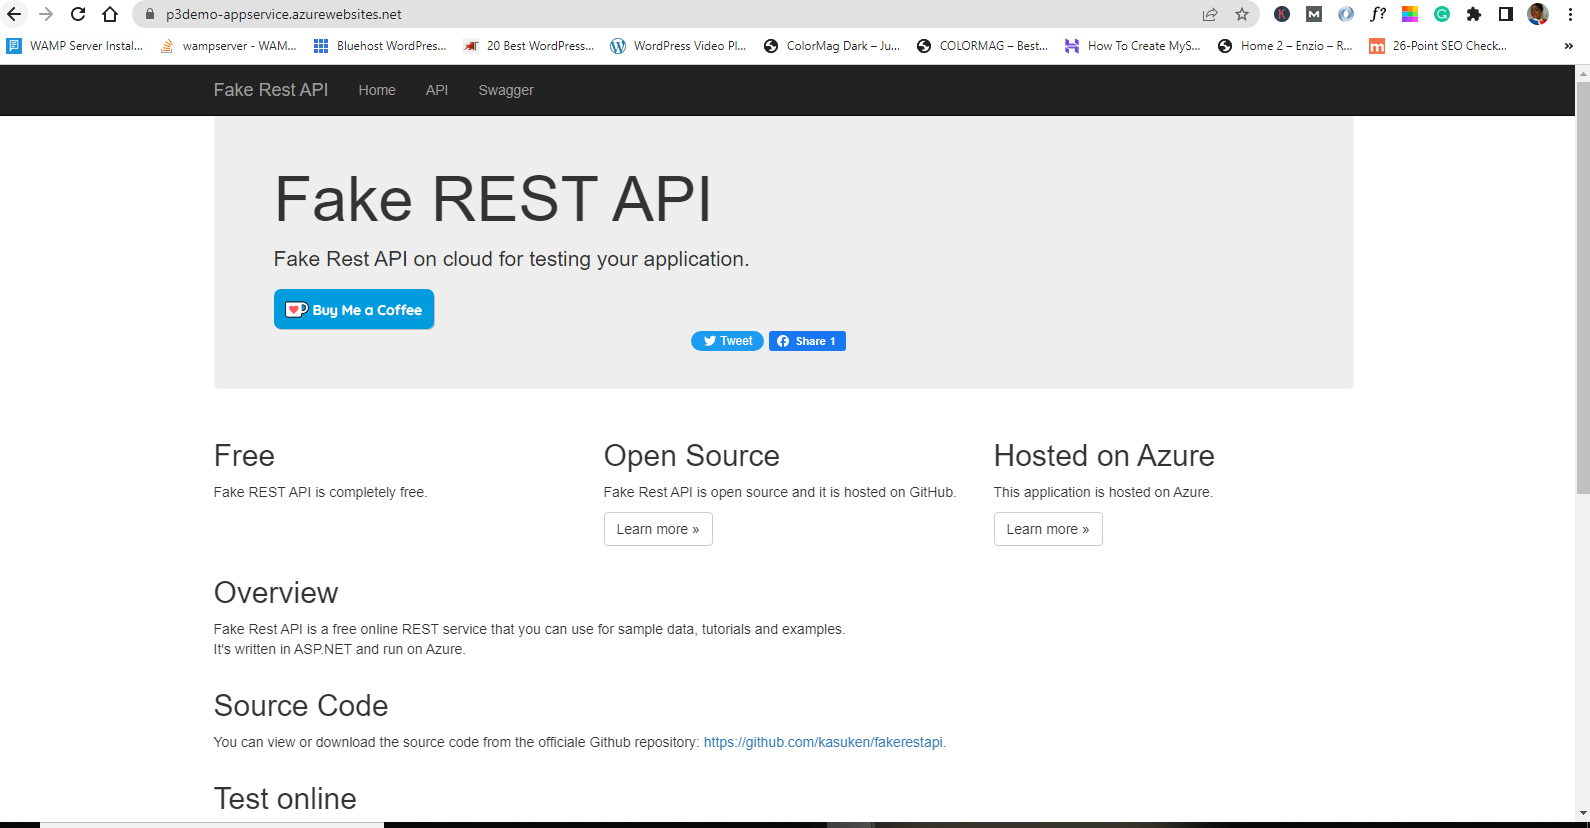 p3demo-appservice.azurewebsites.net
WAMP Server Instal... wampserver - WAM... Bluehost WordPres... 20 Best WordPress... WordPress Video Pl... ColorMag Dark – Ju... COLORMAG – Best... How To Create MyS... Home 2 – Enzio – R... 26-Point SEO Check... »
Fake Rest API Home API Swagger
Fake REST API
Fake Rest API on cloud for testing your application.
Buy Me a Coffee
Tweet Share 1
Free Open Source Hosted on Azure
Fake REST API is completely free. Fake Rest API is open source and it is hosted on GitHub. This application is hosted on Azure.
Learn more » Learn more »
Overview
Fake Rest API is a free online REST service that you can use for sample data, tutorials and examples.
It's written in ASP.NET and run on Azure.
Source Code
You can view or download the source code from the officiale Github repository: https://github.com/kasuken/fakerestapi.
Test online